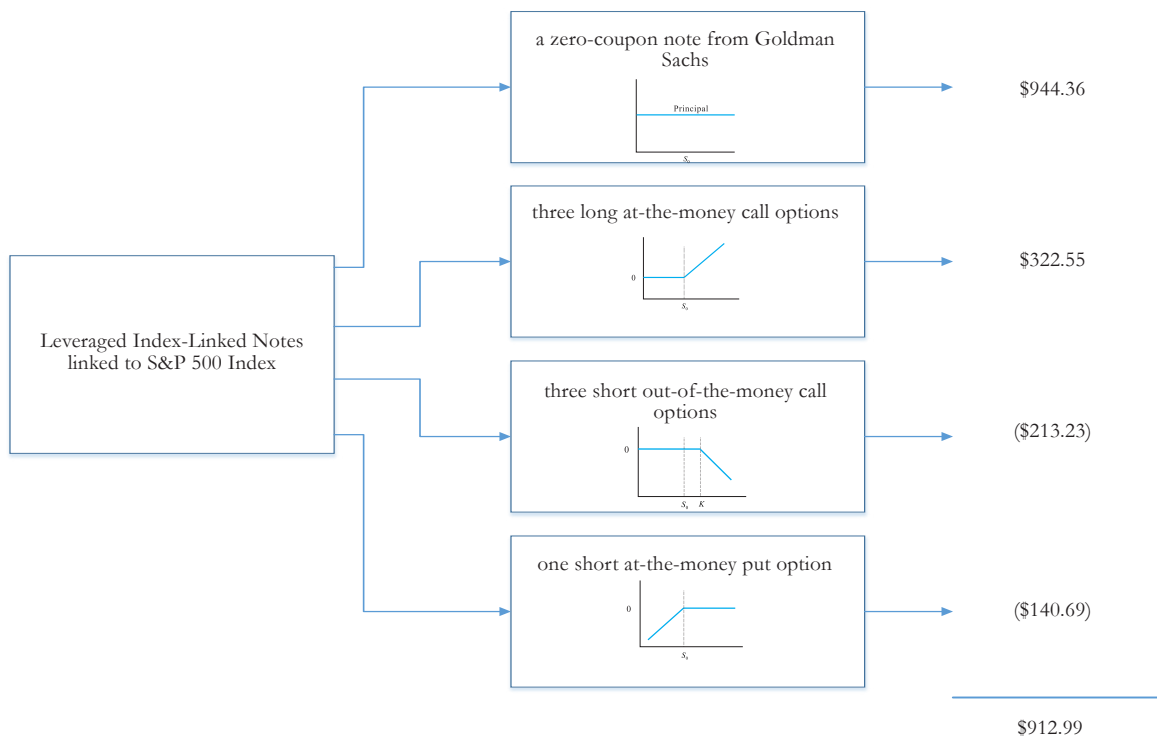 a zero-coupon note from Goldman
Sachs
Principal
S₀
$944.36
three long at-the-money call options
0
S₀
$322.55
Leveraged Index-Linked Notes
linked to S&P 500 Index
three short out-of-the-money call
options
0
S₀ K
($213.23)
one short at-the-money put option
0
S₀
($140.69)
$912.99